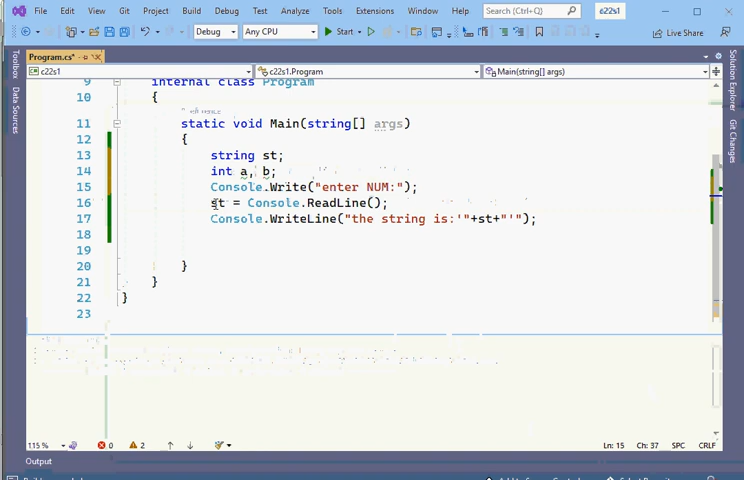 File Edit View Git Project Build Debug Test Analyze Tools Extensions Window Help Search (Ctrl+Q) c22s1
Debug Any CPU Start Live Share
Program.cs*
c22s1 c22s1.Program Main(string[] args)
Toolbox
Data Sources
Solution Explorer
Git Changes
9 internal class Program
10 {
11 static void Main(string[] args)
12 {
13 string st;
14 int a, b;
15 Console.Write("enter NUM:");
16 st = Console.ReadLine();
17 Console.WriteLine("the string is:'"+st+"'");
18
19
20 }
21 }
22 }
23
115 % 0 2 Ln: 15 Ch: 37 SPC CRLF
Output